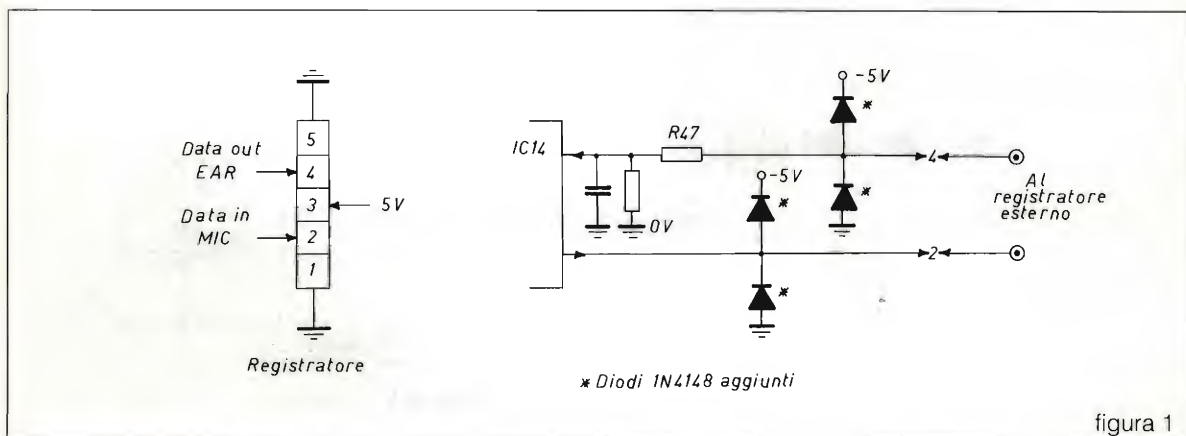 5
4
3
2
1
Data out
EAR
Data in
MIC
5V
Registratore
IC14
R47
0V
-5V
-5V
*
*
*
*
4
2
Al
registratore
esterno
* Diodi 1N4148 aggiunti
figura 1